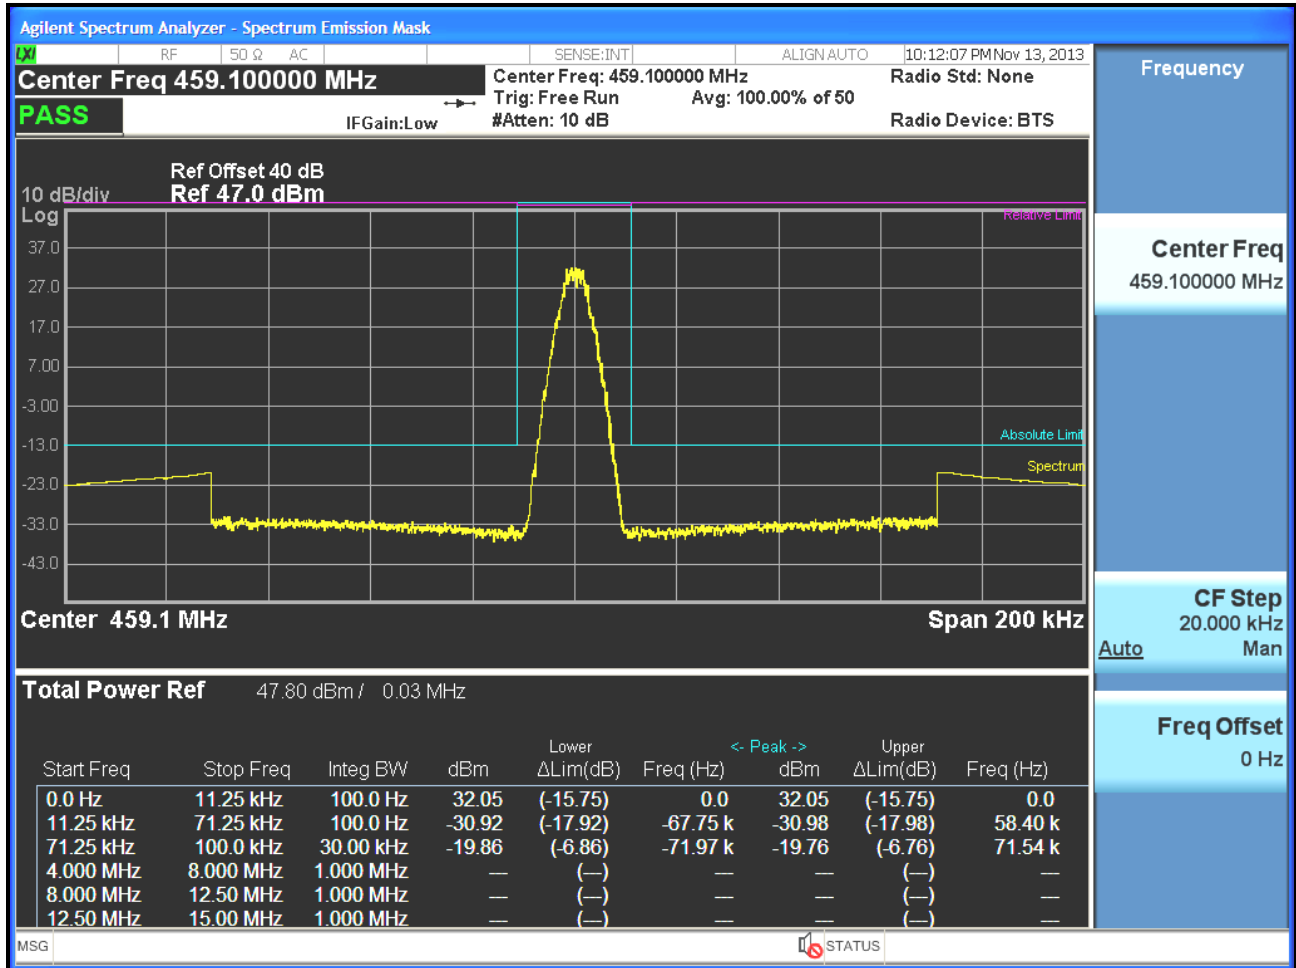 Agilent Spectrum Analyzer - Spectrum Emission Mask
LXI RF 50 Ω AC SENSE:INT ALIGN AUTO 10:12:07 PM Nov 13, 2013
Center Freq 459.100000 MHz
Center Freq: 459.100000 MHz
Radio Std: None
Trig: Free Run Avg: 100.00% of 50
PASS
IFGain:Low
#Atten: 10 dB
Radio Device: BTS
Ref Offset 40 dB
10 dB/div Ref 47.0 dBm
Log
Relative Limit
37.0
27.0
17.0
7.00
-3.00
Absolute Limit
-13.0
Spectrum
-23.0
-33.0
-43.0
Center 459.1 MHz Span 200 kHz
Total Power Ref 47.80 dBm / 0.03 MHz
Lower <- Peak -> Upper
Start Freq Stop Freq Integ BW dBm ΔLim(dB) Freq (Hz) dBm ΔLim(dB) Freq (Hz)
0.0 Hz 11.25 kHz 100.0 Hz 32.05 (-15.75) 0.0 32.05 (-15.75) 0.0
11.25 kHz 71.25 kHz 100.0 Hz -30.92 (-17.92) -67.75 k -30.98 (-17.98) 58.40 k
71.25 kHz 100.0 kHz 30.00 kHz -19.86 (-6.86) -71.97 k -19.76 (-6.76) 71.54 k
4.000 MHz 8.000 MHz 1.000 MHz --- (---) --- --- (---) ---
8.000 MHz 12.50 MHz 1.000 MHz --- (---) --- --- (---) ---
12.50 MHz 15.00 MHz 1.000 MHz --- (---) --- --- (---) ---
MSG STATUS
Frequency
Center Freq
459.100000 MHz
CF Step
20.000 kHz
Auto Man
Freq Offset
0 Hz